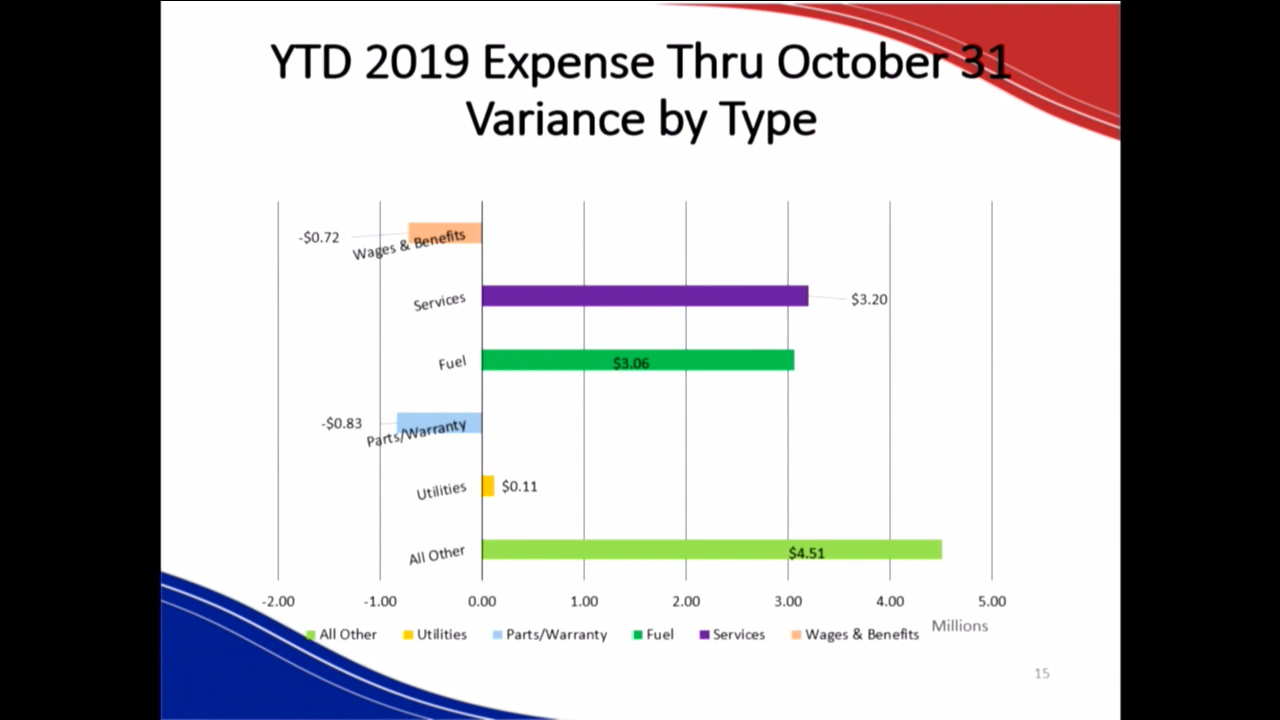 YTD 2019 Expense Thru October 31
Variance by Type
-$0.72
Wages & Benefits
Services
$3.20
Fuel
$3.06
-$0.83
Parts/Warranty
Utilities
$0.11
All Other
$4.51
-2.00 -1.00 0.00 1.00 2.00 3.00 4.00 5.00
Millions
All Other Utilities Parts/Warranty Fuel Services Wages & Benefits
15